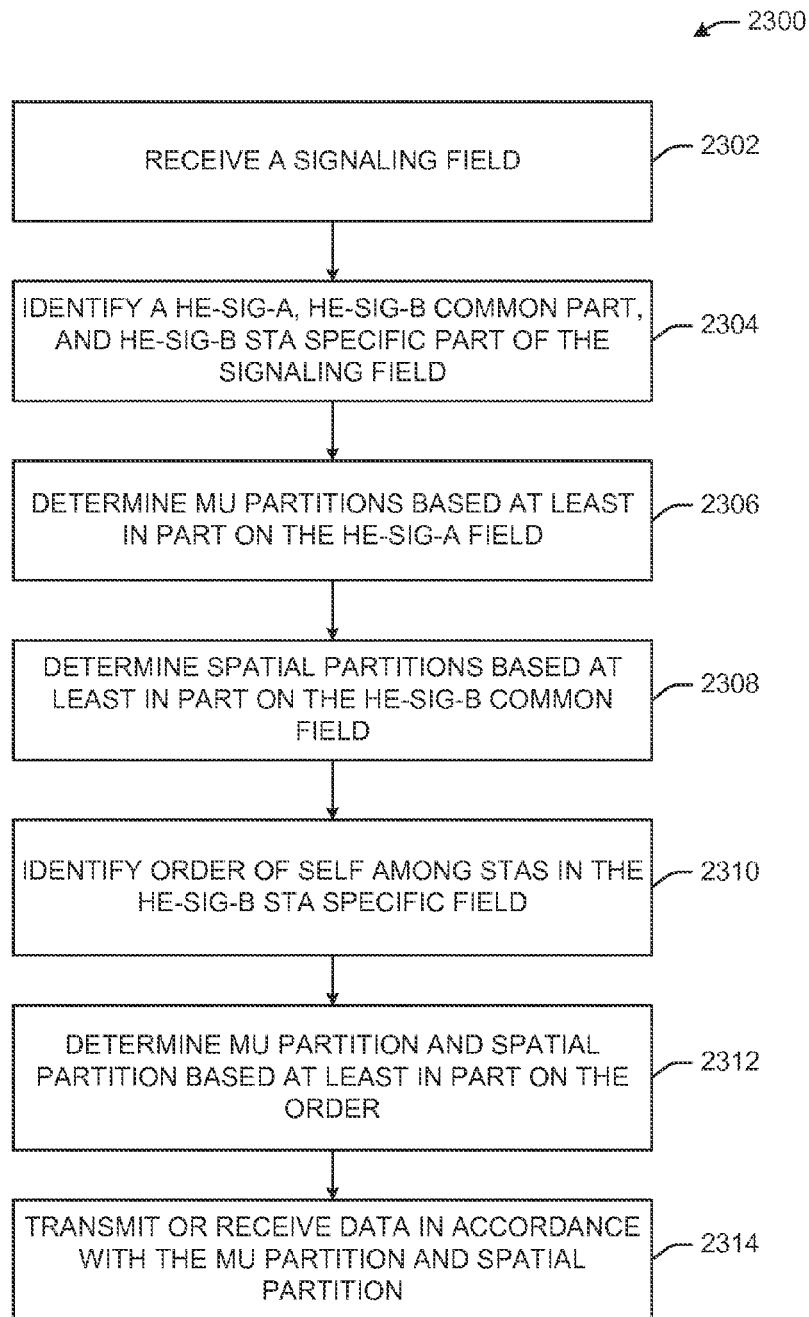 2300
RECEIVE A SIGNALING FIELD
2302
IDENTIFY A HE-SIG-A, HE-SIG-B COMMON PART,
AND HE-SIG-B STA SPECIFIC PART OF THE
SIGNALING FIELD
2304
DETERMINE MU PARTITIONS BASED AT LEAST
IN PART ON THE HE-SIG-A FIELD
2306
DETERMINE SPATIAL PARTITIONS BASED AT
LEAST IN PART ON THE HE-SIG-B COMMON
FIELD
2308
IDENTIFY ORDER OF SELF AMONG STAS IN THE
HE-SIG-B STA SPECIFIC FIELD
2310
DETERMINE MU PARTITION AND SPATIAL
PARTITION BASED AT LEAST IN PART ON THE
ORDER
2312
TRANSMIT OR RECEIVE DATA IN ACCORDANCE
WITH THE MU PARTITION AND SPATIAL
PARTITION
2314